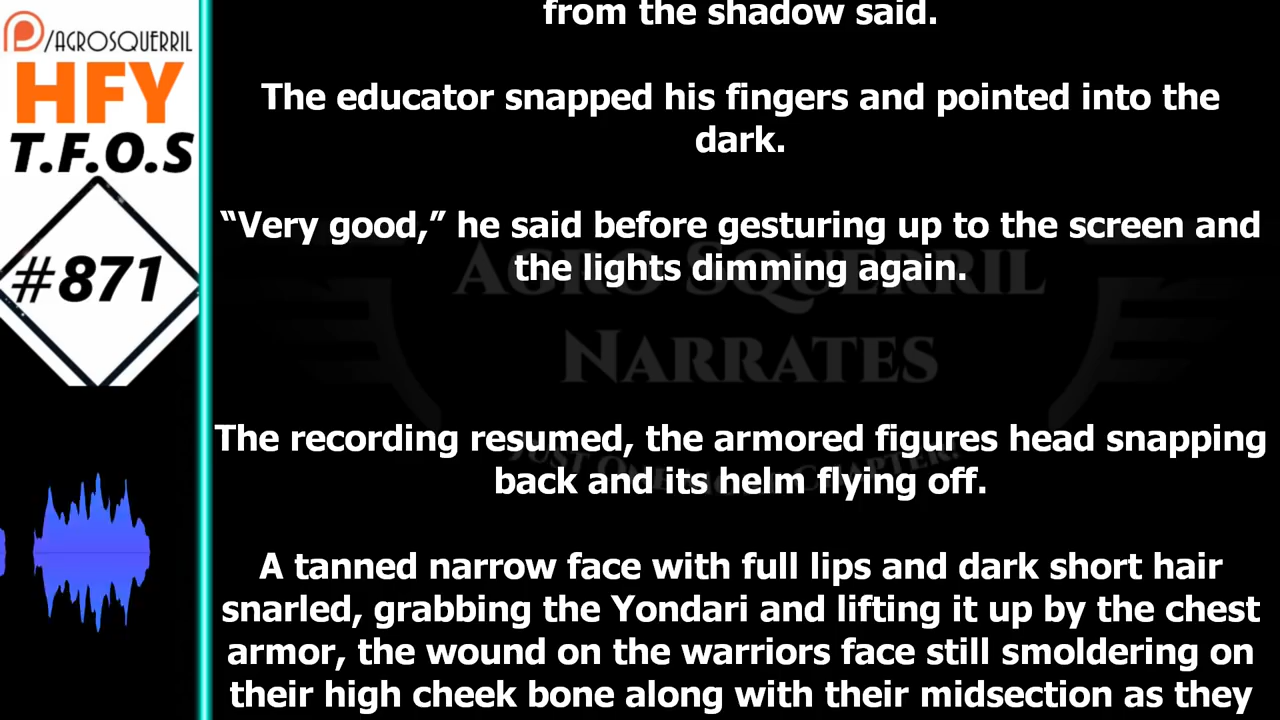 /AGROSQUERRIL
HFY
T.F.O.S
#871
from the shadow said.
The educator snapped his fingers and pointed into the
dark.
“Very good,” he said before gesturing up to the screen and
the lights dimming again.
AGRO SQUERRIL
NARRATES
The recording resumed, the armored figures head snapping
back and its helm flying off.
A tanned narrow face with full lips and dark short hair
snarled, grabbing the Yondari and lifting it up by the chest
armor, the wound on the warriors face still smoldering on
their high cheek bone along with their midsection as they